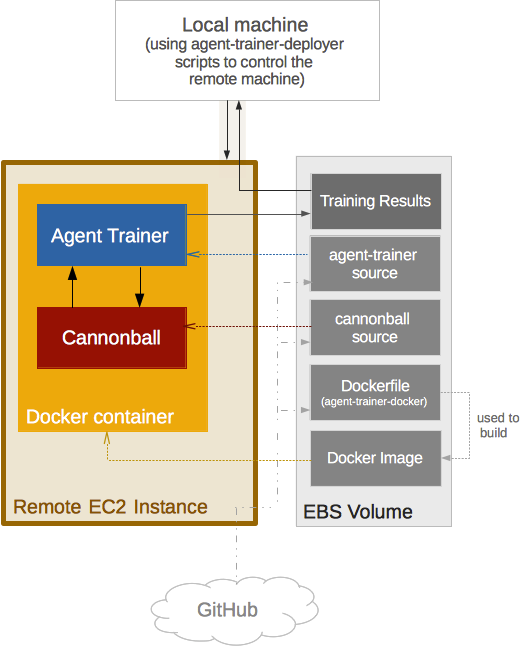 Local machine
(using agent-trainer-deployer
scripts to control the
remote machine)
Agent Trainer
Cannonball
Docker container
Remote EC2 Instance
Training Results
agent-trainer
source
cannonball
source
Dockerfile
(agent-trainer-docker)
Docker Image
EBS Volume
used to
build
GitHub